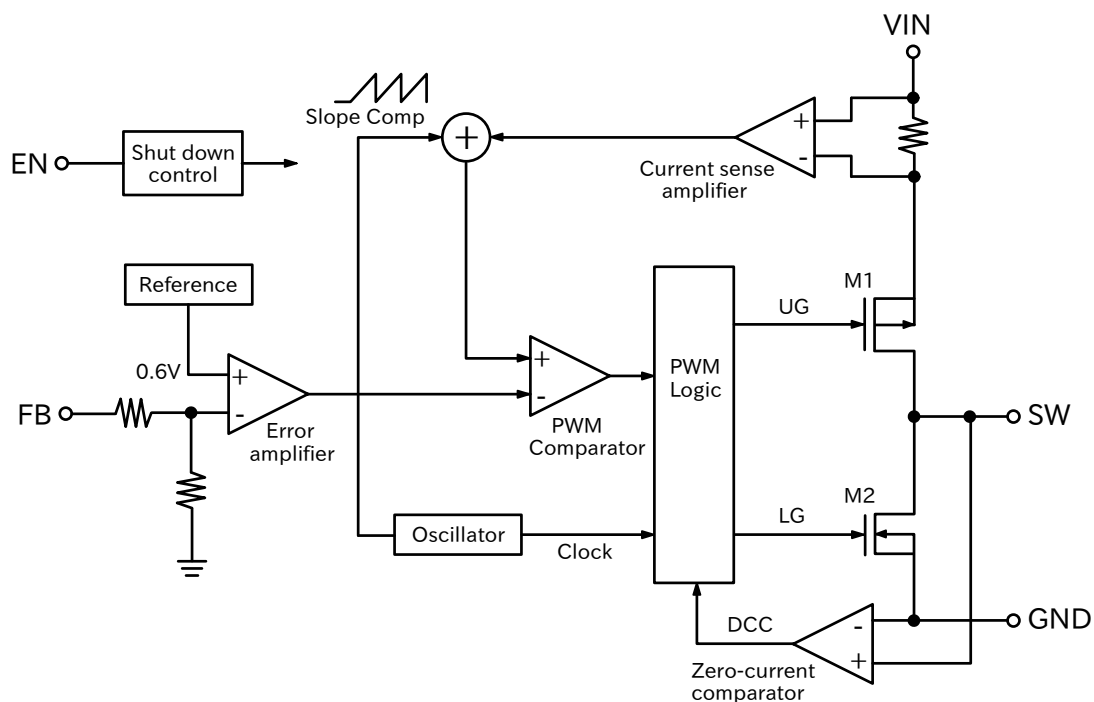 VIN
Slope Comp
+
+
-
Current sense
amplifier
EN
Shut down
control
Reference
0.6V
+
-
FB
Error
amplifier
+
-
PWM
Comparator
PWM
Logic
UG
M1
SW
M2
LG
Oscillator
Clock
DCC
-
+
GND
Zero-current
comparator